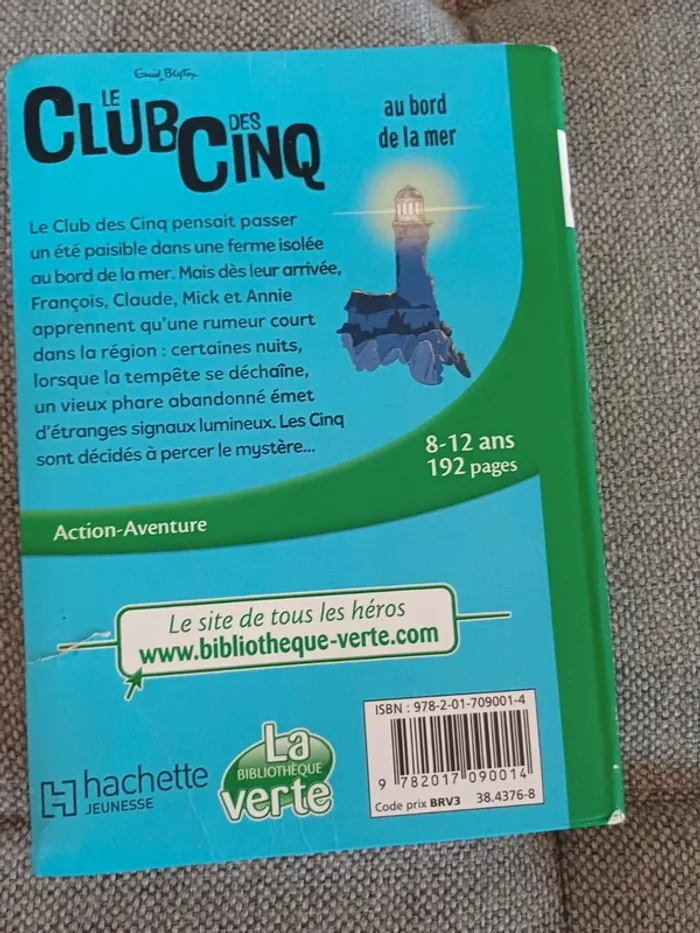 Enid Blyton
LE
CLUB DES
CINQ
au bord
de la mer
Le Club des Cinq pensait passer
un été paisible dans une ferme isolée
au bord de la mer. Mais dès leur arrivée,
François, Claude, Mick et Annie
apprennent qu'une rumeur court
dans la région : certaines nuits,
lorsque la tempête se déchaîne,
un vieux phare abandonné émet
d'étranges signaux lumineux. Les Cinq
sont décidés à percer le mystère...
8-12 ans
192 pages
Action-Aventure
Le site de tous les héros
www.bibliotheque-verte.com
hachette
JEUNESSE
La
BIBLIOTHÈQUE
verte
ISBN : 978-2-01-709001-4
9 782017 090014
Code prix BRV3 38.4376-8